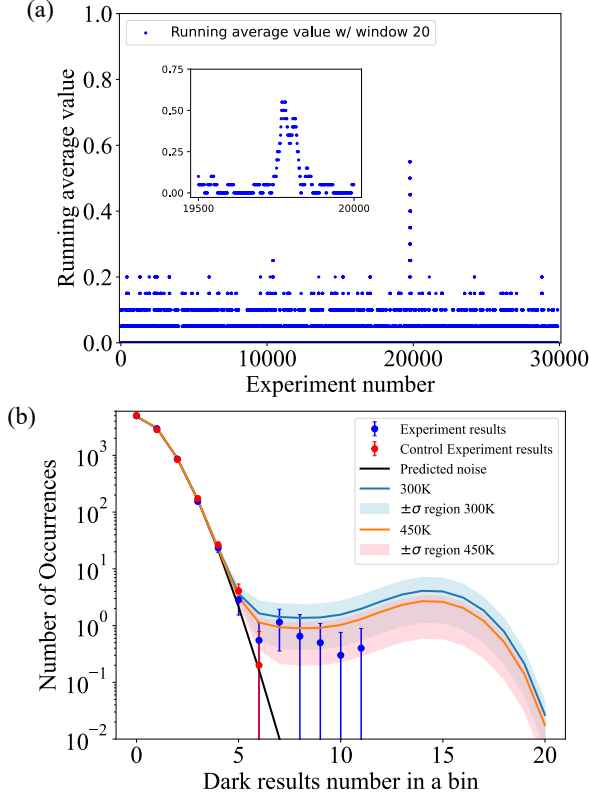 (a)
1.0
0.8
0.6
0.4
0.2
0.0
Running average value
Running average value w/ window 20
0.75
0.50
0.25
0.00
19500
20000
0
10000
20000
30000
Experiment number
(b)
10³
10²
10¹
10⁰
10⁻¹
10⁻²
Number of Occurrences
Experiment results
Control Experiment results
Predicted noise
300K
±σ region 300K
450K
±σ region 450K
0
5
10
15
20
Dark results number in a bin